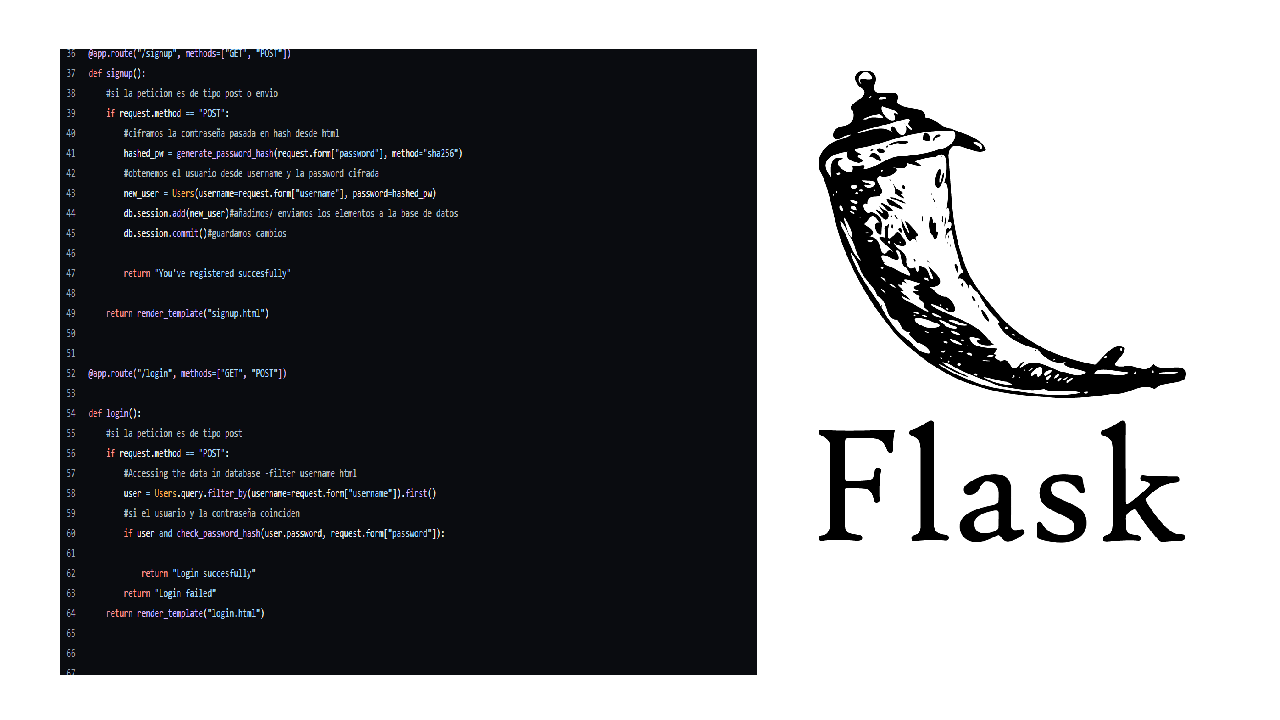 36 @app.route("/signup", methods=["GET", "POST"])
37 def signup():
38 #si la peticion es de tipo post o envio
39 if request.method == "POST":
40 #ciframos la contraseña pasada en hash desde html
41 hashed_pw = generate_password_hash(request.form["password"], method="sha256")
42 #obtenemos el usuario desde username y la password cifrada
43 new_user = Users(username=request.form["username"], password=hashed_pw)
44 db.session.add(new_user)#añadimos/ enviamos los elementos a la base de datos
45 db.session.commit()#guardamos cambios
46
47 return "You've registered succesfully"
48
49 return render_template("signup.html")
50
51
52 @app.route("/login", methods=["GET", "POST"])
53
54 def login():
55 #si la peticion es de tipo post
56 if request.method == "POST":
57 #Accessing the data in database -filter username html
58 user = Users.query.filter_by(username=request.form["username"]).first()
59 #si el usuario y la contraseña coinciden
60 if user and check_password_hash(user.password, request.form["password"]):
61
62 return "Login succesfully"
63 return "Login failed"
64 return render_template("login.html")
65
66
67
Flask